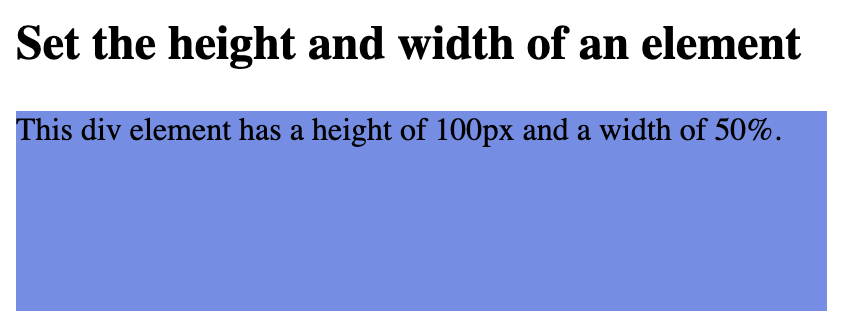 Set the height and width of an element
This div element has a height of 100px and a width of 50%.